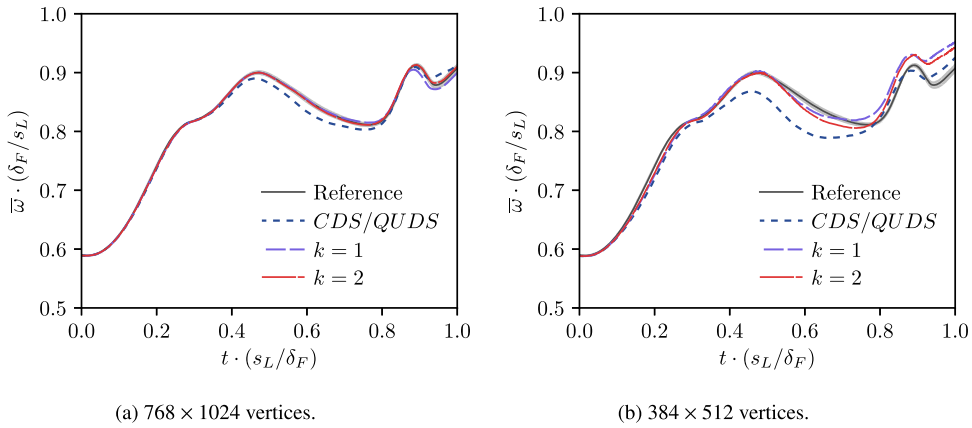 1.0
0.9
0.8
0.7
0.6
0.5
ω̅ · (δ_F/s_L)
Reference
CDS/QUDS
k = 1
k = 2
0.0 0.2 0.4 0.6 0.8 1.0
t · (s_L/δ_F)
(a) 768 × 1024 vertices.
1.0
0.9
0.8
0.7
0.6
0.5
ω̅ · (δ_F/s_L)
Reference
CDS/QUDS
k = 1
k = 2
0.0 0.2 0.4 0.6 0.8 1.0
t · (s_L/δ_F)
(b) 384 × 512 vertices.